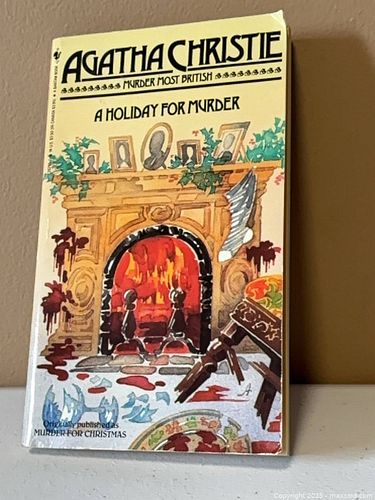 AGATHA CHRISTIE
MURDER MOST BRITISH
A HOLIDAY FOR MURDER
Originally published as
MURDER FOR CHRISTMAS